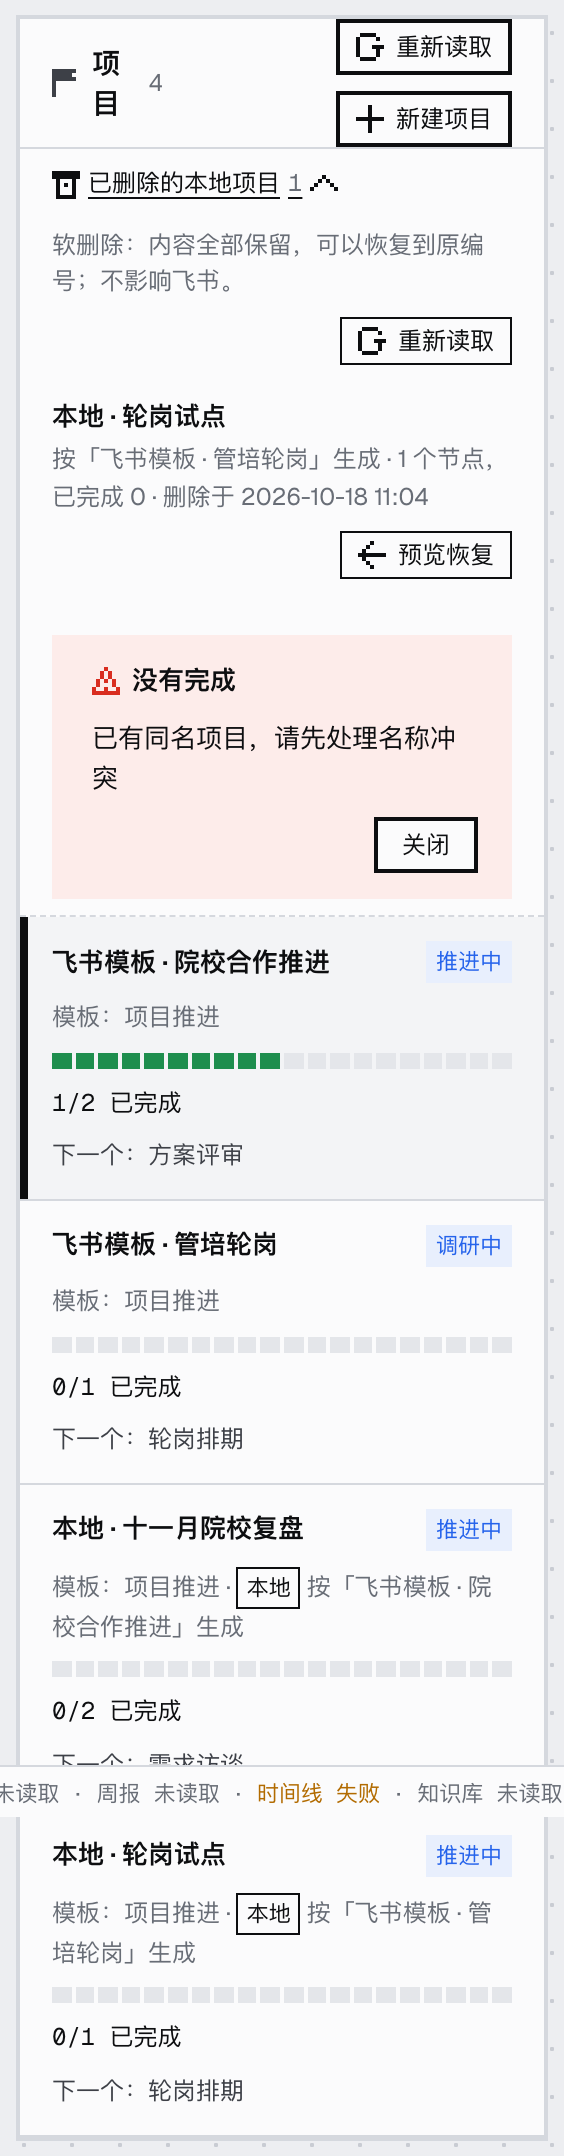 项目 4
重新读取
新建项目
已删除的本地项目 1
软删除：内容全部保留，可以恢复到原编
号；不影响飞书。
重新读取
本地 · 轮岗试点
按「飞书模板 · 管培轮岗」生成 · 1 个节点，
已完成 0 · 删除于 2026-10-18 11:04
预览恢复
没有完成
已有同名项目，请先处理名称冲
突
关闭
飞书模板 · 院校合作推进
推进中
模板：项目推进
1/2 已完成
下一个：方案评审
飞书模板 · 管培轮岗
调研中
模板：项目推进
0/1 已完成
下一个：轮岗排期
本地 · 十一月院校复盘
推进中
模板：项目推进 · 本地 按「飞书模板 · 院
校合作推进」生成
0/2 已完成
下一个：需求访谈
未读取 · 周报 未读取 · 时间线 失败 · 知识库 未读取
本地 · 轮岗试点
推进中
模板：项目推进 · 本地 按「飞书模板 · 管
培轮岗」生成
0/1 已完成
下一个：轮岗排期